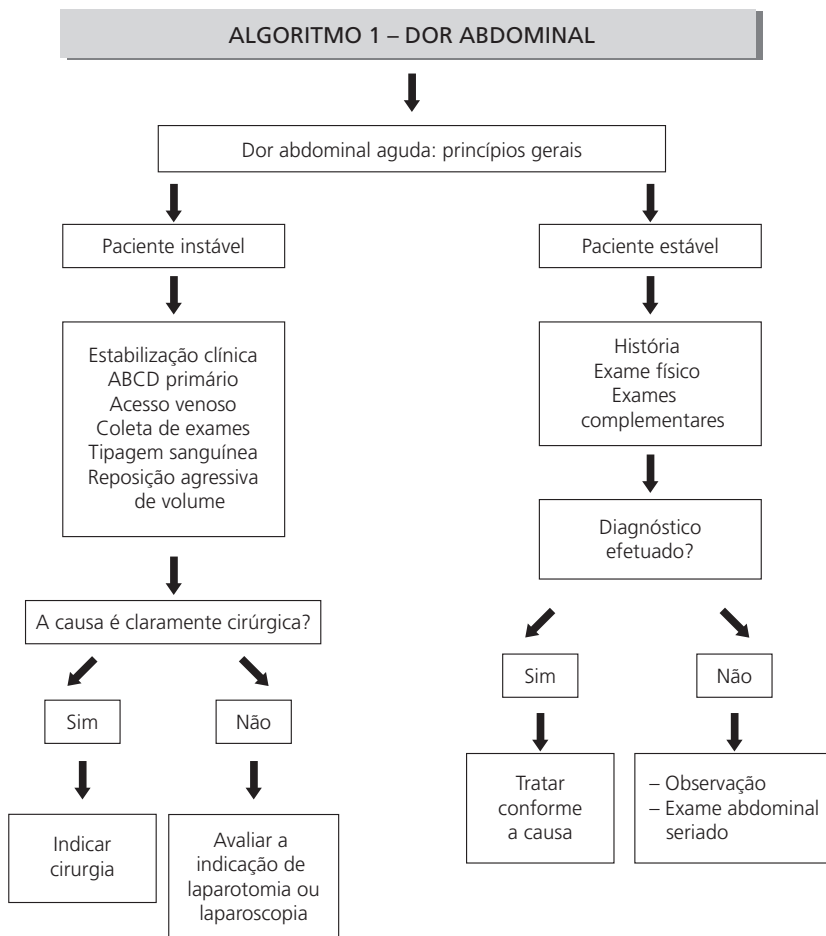 ALGORITMO 1 – DOR ABDOMINAL
Dor abdominal aguda: princípios gerais
Paciente instável
Estabilização clínica
ABCD primário
Acesso venoso
Coleta de exames
Tipagem sanguínea
Reposição agressiva
de volume
A causa é claramente cirúrgica?
Sim
Não
Indicar
cirurgia
Avaliar a
indicação de
laparotomia ou
laparoscopia
Paciente estável
História
Exame físico
Exames
complementares
Diagnóstico
efetuado?
Sim
Não
Tratar
conforme
a causa
– Observação
– Exame abdominal
seriado